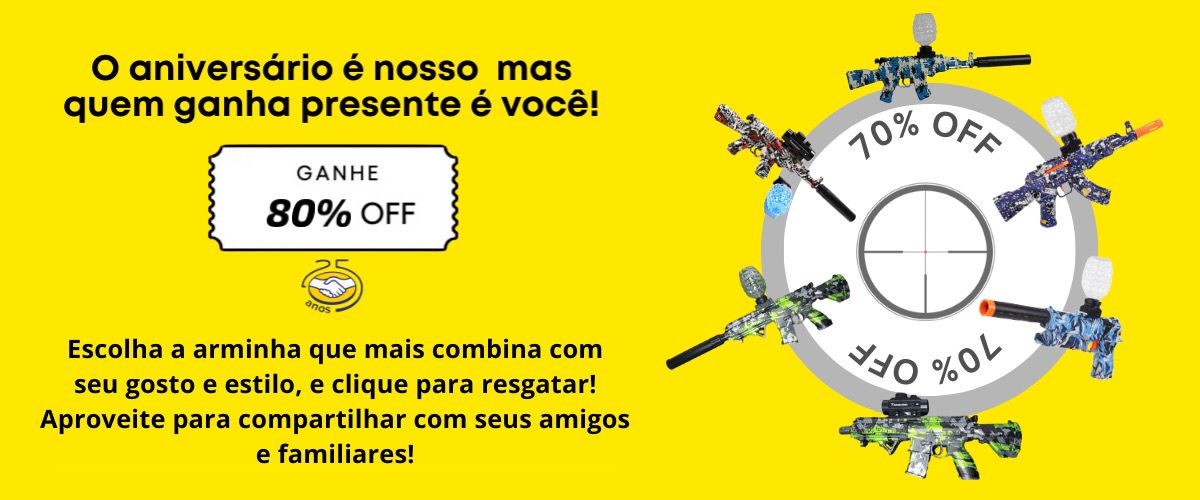 O aniversário é nosso mas
quem ganha presente é você!
GANHE
80% OFF
25
anos
Escolha a arminha que mais combina com
seu gosto e estilo, e clique para resgatar!
Aproveite para compartilhar com seus amigos
e familiares!
70% OFF
70% OFF